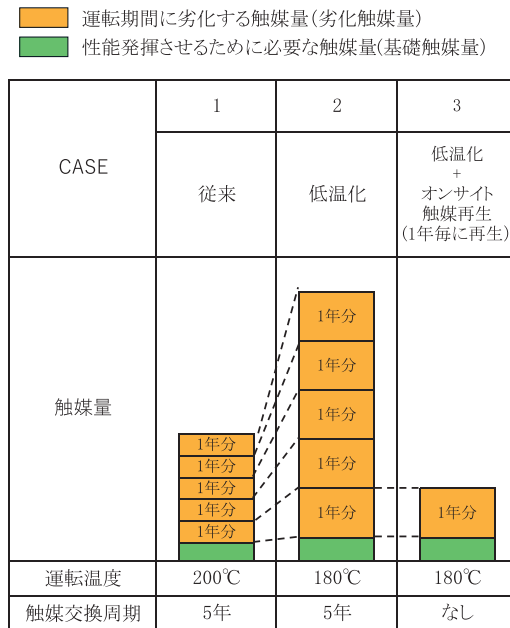 運転期間に劣化する触媒量(劣化触媒量)
性能発揮させるために必要な触媒量(基礎触媒量)
CASE
1
2
3
従来
低温化
低温化
+
オンサイト
触媒再生
(1年毎に再生)
触媒量
1年分
1年分
1年分
1年分
1年分
1年分
1年分
1年分
1年分
1年分
1年分
運転温度
200℃
180℃
180℃
触媒交換周期
5年
5年
なし